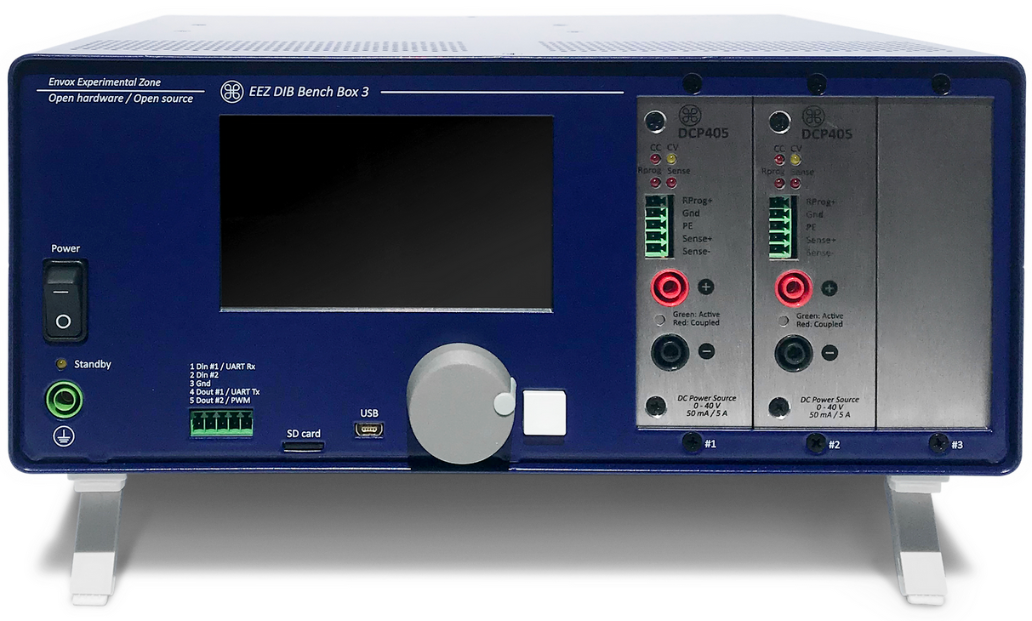 Envox Experimental Zone
Open hardware / Open source
EEZ DIB Bench Box 3
Power
Standby
1 Din #1 / UART Rx
2 Din #2
3 Gnd
4 Dout #1 / UART Tx
5 Dout #2 / PWM
SD card
USB
DCP405
CC CV
Rprog Sense
RProg+
Gnd
PE
Sense+
Sense-
+
Green: Active
Red: Coupled
−
DC Power Source
0 - 40 V
50 mA / 5 A
#1
DCP405
CC CV
Rprog Sense
RProg+
Gnd
PE
Sense+
Sense-
+
Green: Active
Red: Coupled
−
DC Power Source
0 - 40 V
50 mA / 5 A
#2
#3